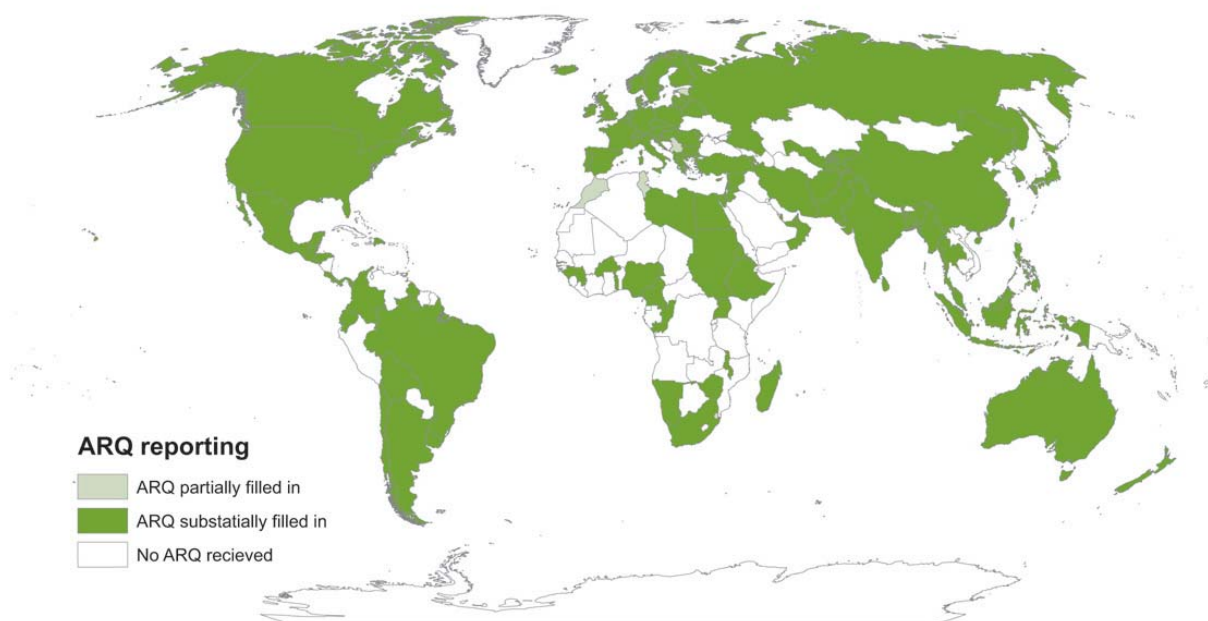 ARQ reporting
ARQ partially filled in
ARQ substatially filled in
No ARQ recieved